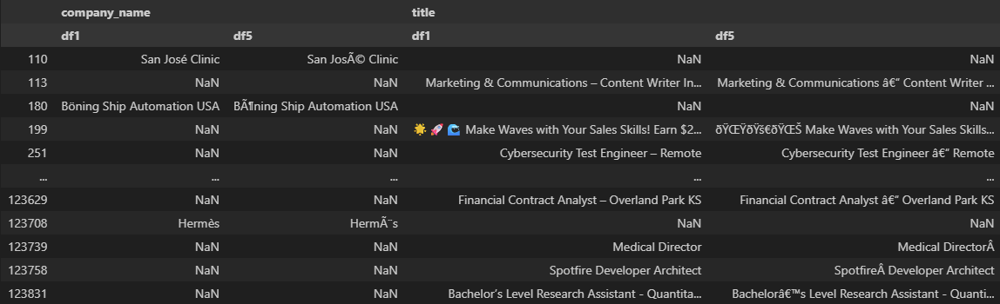 company_name title
df1 df5 df1 df5
110 San José Clinic San JosÃ© Clinic NaN NaN
113 NaN NaN Marketing & Communications – Content Writer In... Marketing & Communications â€“ Content Writer ...
180 Böning Ship Automation USA BÃ¶ning Ship Automation USA NaN NaN
199 NaN NaN 🌟 🚀 🌊 Make Waves with Your Sales Skills! Earn $2... ðŸŒŸðŸš€ðŸŒŠ Make Waves with Your Sales Skills...
251 NaN NaN Cybersecurity Test Engineer – Remote Cybersecurity Test Engineer â€“ Remote
... ... ... ... ...
123629 NaN NaN Financial Contract Analyst – Overland Park KS Financial Contract Analyst â€“ Overland Park KS
123708 Hermès HermÃ¨s NaN NaN
123739 NaN NaN Medical Director Medical DirectorÂ
123758 NaN NaN Spotfire Developer Architect SpotfireÂ Developer Architect
123831 NaN NaN Bachelor’s Level Research Assistant - Quantita... Bachelorâ€™s Level Research Assistant - Quanti...